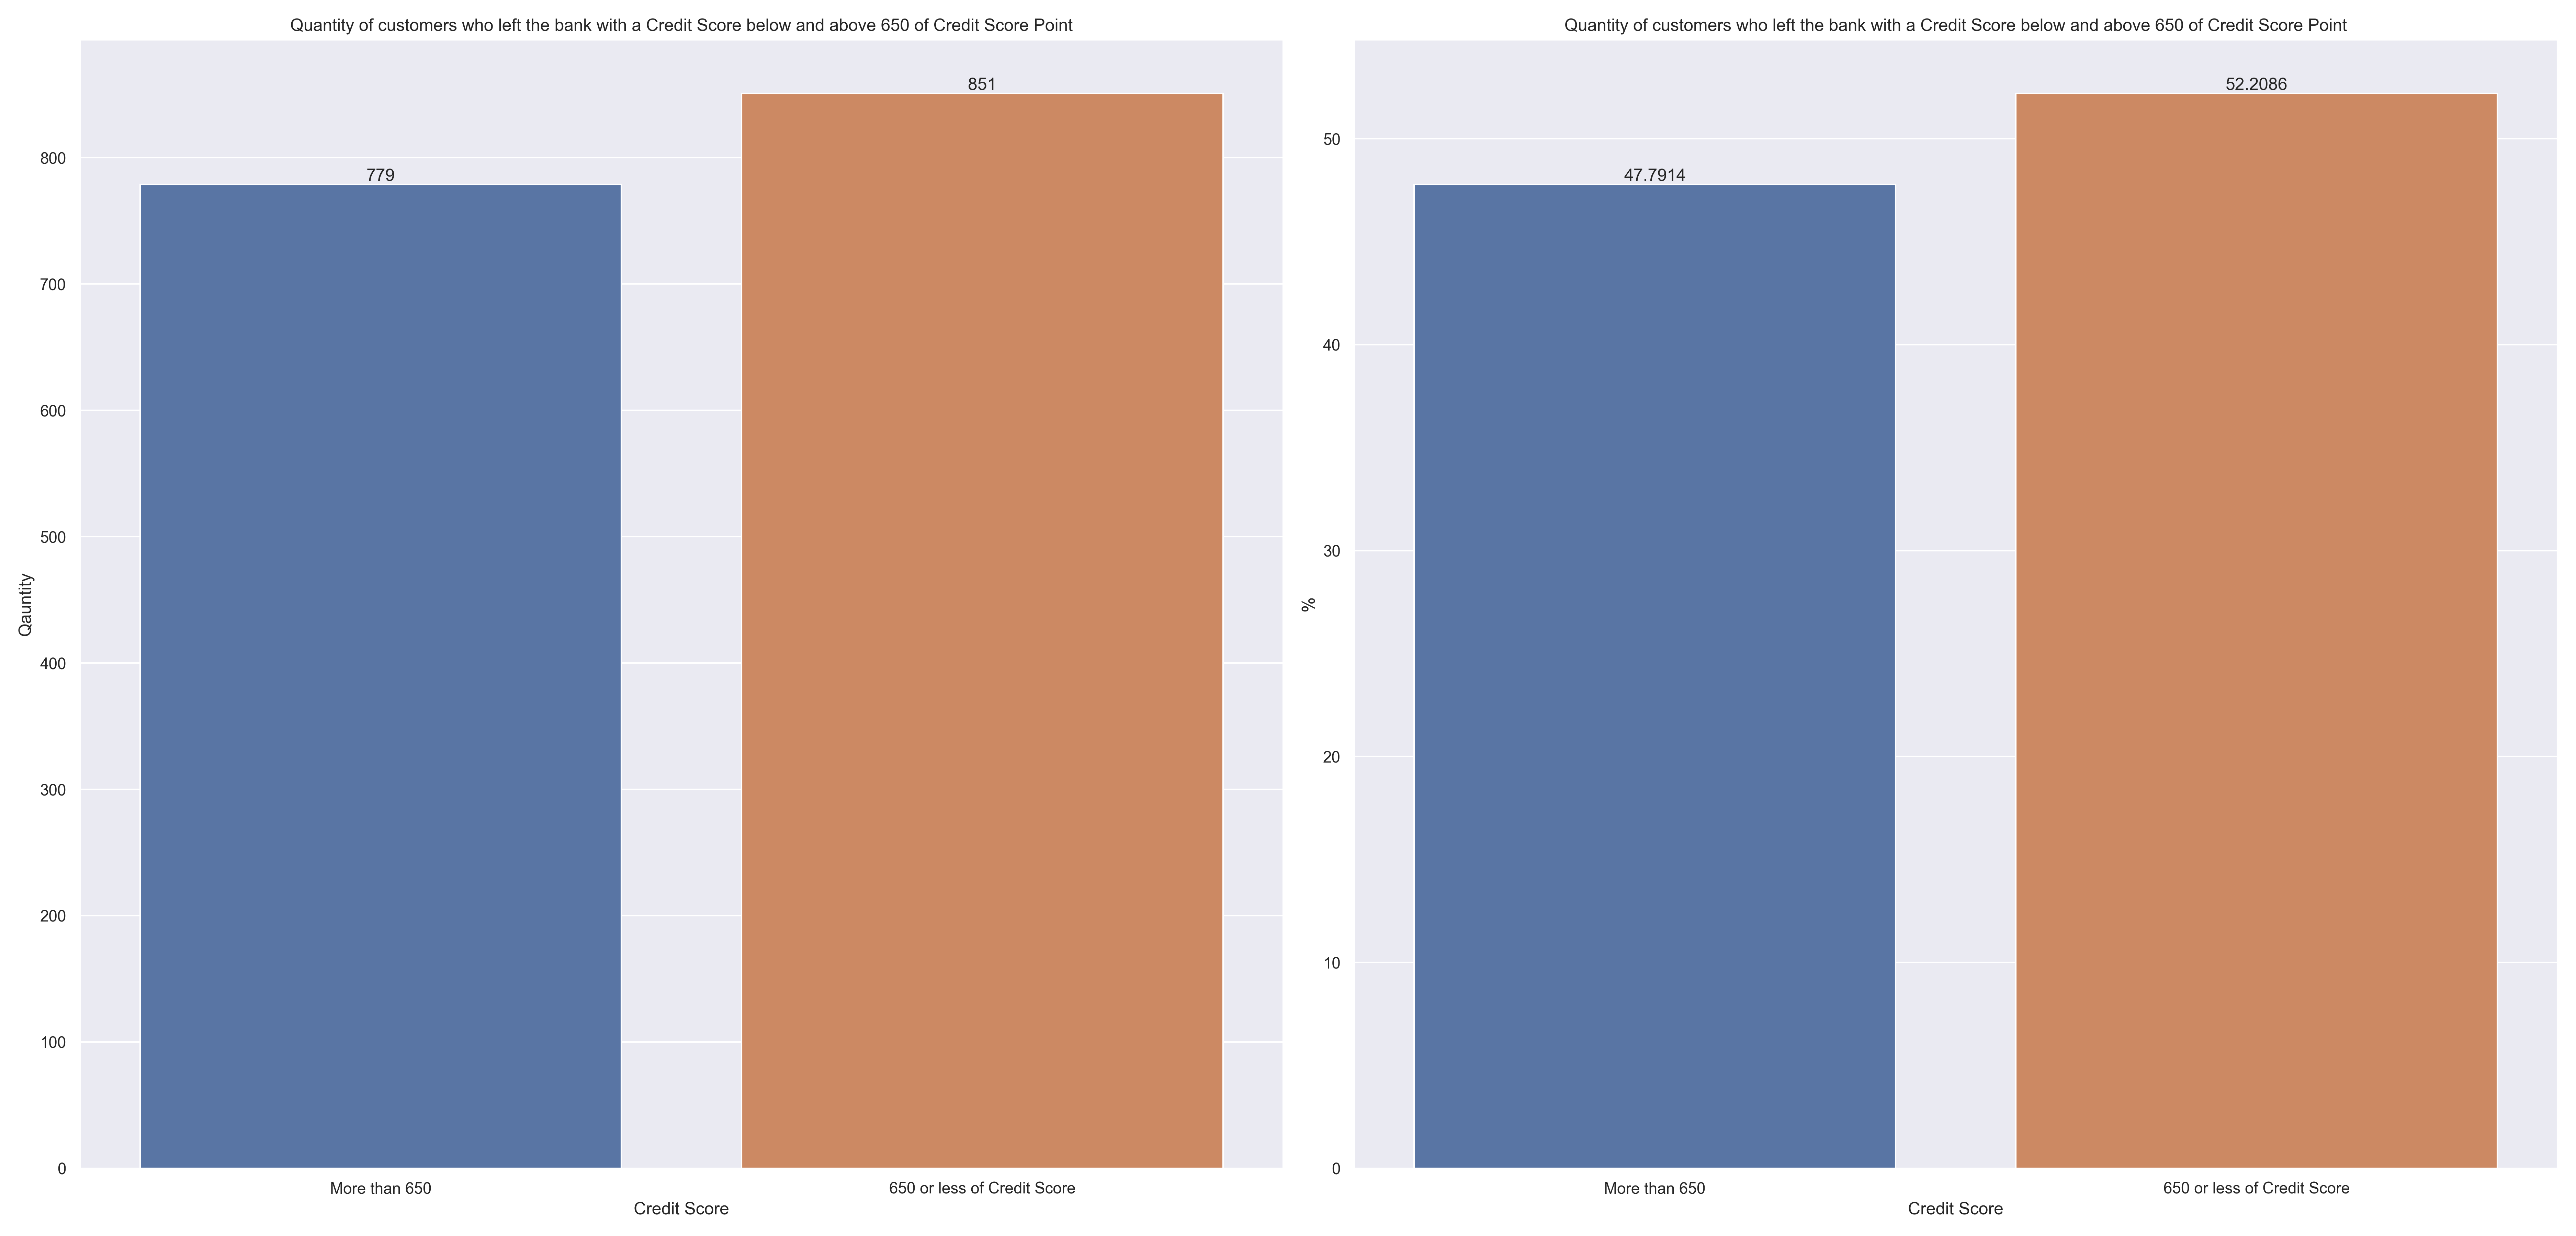 Quantity of customers who left the bank with a Credit Score below and above 650 of Credit Score Point
851
779
800
700
600
500
400
300
200
100
0
Qauntity
More than 650
650 or less of Credit Score
Credit Score
Quantity of customers who left the bank with a Credit Score below and above 650 of Credit Score Point
52.2086
47.7914
50
40
30
20
10
0
%
More than 650
650 or less of Credit Score
Credit Score